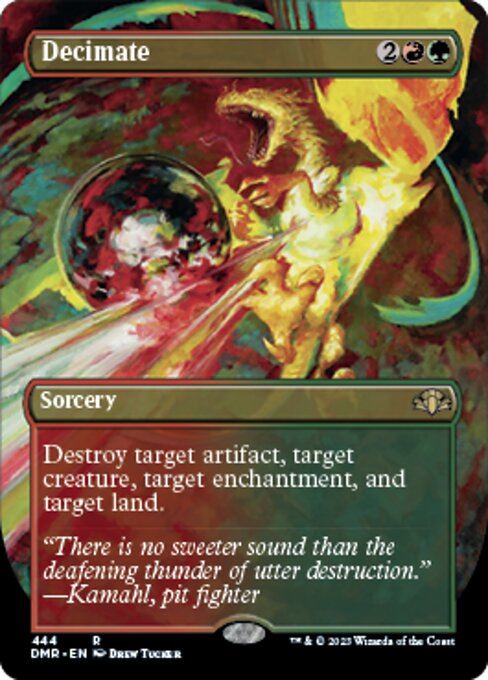 Decimate 2
Sorcery
Destroy target artifact, target
creature, target enchantment, and
target land.
“There is no sweeter sound than the
deafening thunder of utter destruction.”
—Kamahl, pit fighter
444 R
DMR • EN Drew Tucker
™ & © 2023 Wizards of the Coast